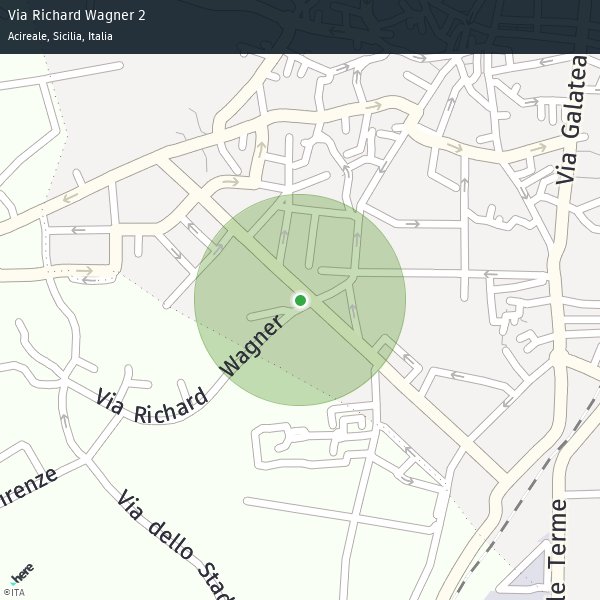 Via Richard Wagner 2
Acireale, Sicilia, Italia
Via Galatea
Via Richard Wagner
irenze
Via dello Stad
le Terme
here
©ITA